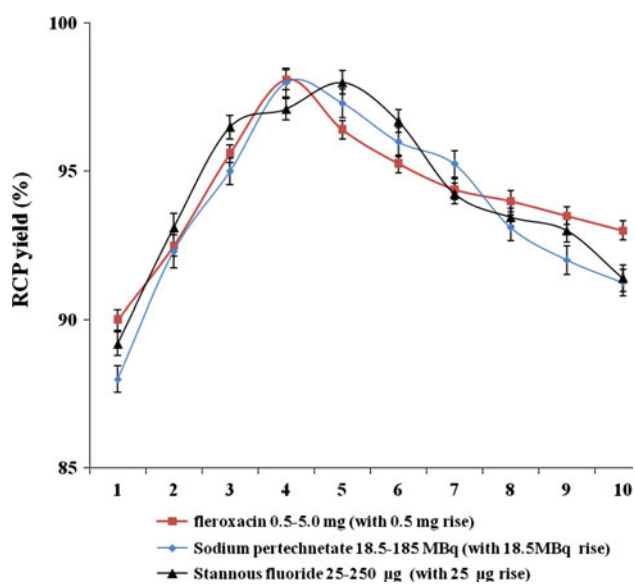 100
95
90
85
RCP yield (%)
1 2 3 4 5 6 7 8 9 10
fleroxacin 0.5-5.0 mg (with 0.5 mg rise)
Sodium pertechnetate 18.5-185 MBq (with 18.5MBq rise)
Stannous fluoride 25-250 µg (with 25 µg rise)